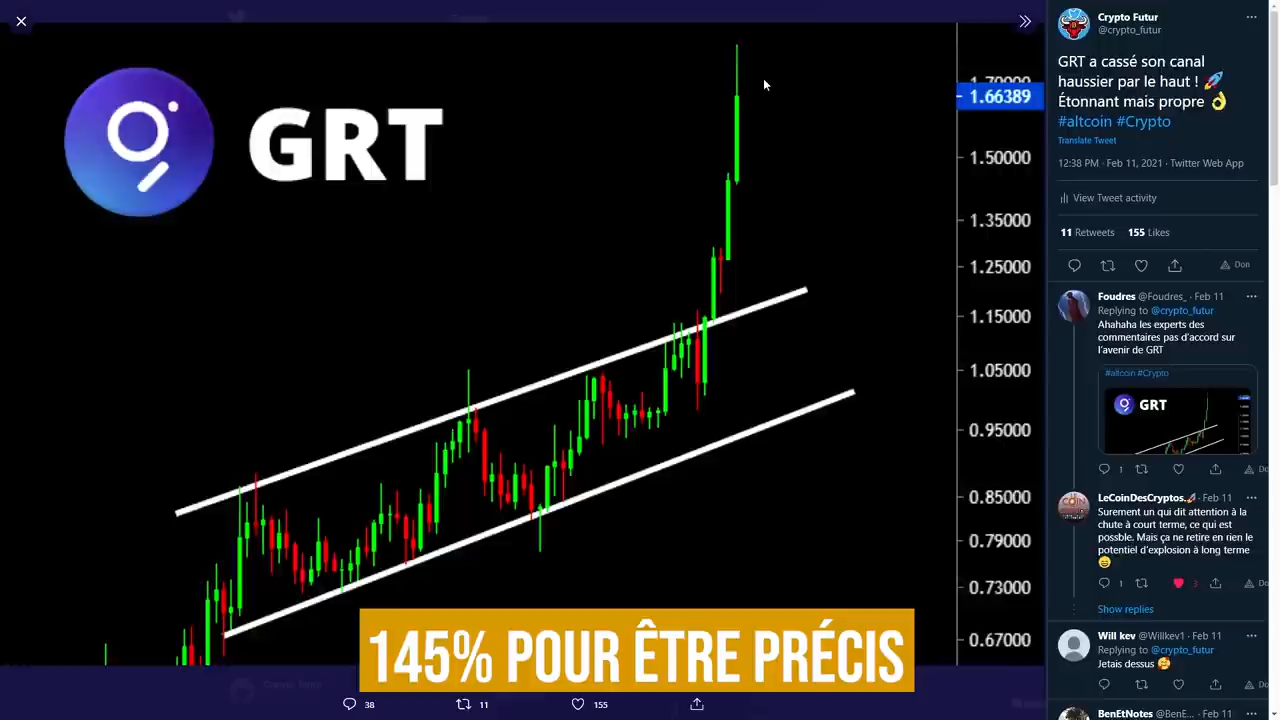 GRT
1.70000
1.66389
1.50000
1.35000
1.25000
1.15000
1.05000
0.95000
0.85000
0.79000
0.73000
0.67000
145% POUR ÊTRE PRÉCIS
38
11
155
Crypto Futur
@crypto_futur
GRT a cassé son canal
haussier par le haut ! 🚀
Étonnant mais propre 👌
#altcoin #Crypto
Translate Tweet
12:38 PM · Feb 11, 2021 · Twitter Web App
View Tweet activity
11 Retweets 155 Likes
Don
Foudres @Foudres_ · Feb 11
Replying to @crypto_futur
Ahahaha les experts des
commentaires pas d'accord sur
l'avenir de GRT
#altcoin #Crypto
GRT
1
Do
LeCoinDesCryptos.🚀 · Feb 11
Surement un qui dit attention à la
chute à court terme, ce qui est
possble. Mais ça ne retire en rien le
potentiel d'explosion à long terme
😄
1
3
Do
Show replies
Will kev @Willkev1 · Feb 11
Replying to @crypto_futur
Jetais dessus 🥰
Do
BenEtNotes @BenE... · Feb 11